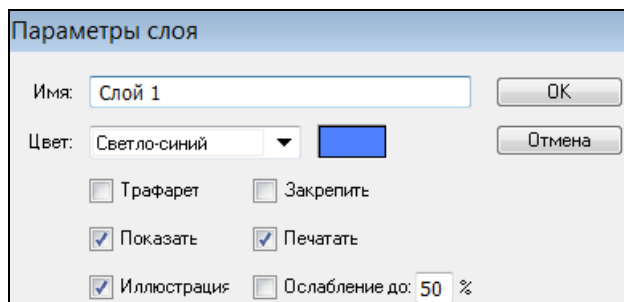 Параметры слоя
Имя: Слой 1 OK
Цвет: Светло-синий Отмена
Трафарет Закрепить
Показать Печатать
Иллюстрация Ослабление до: 50 %